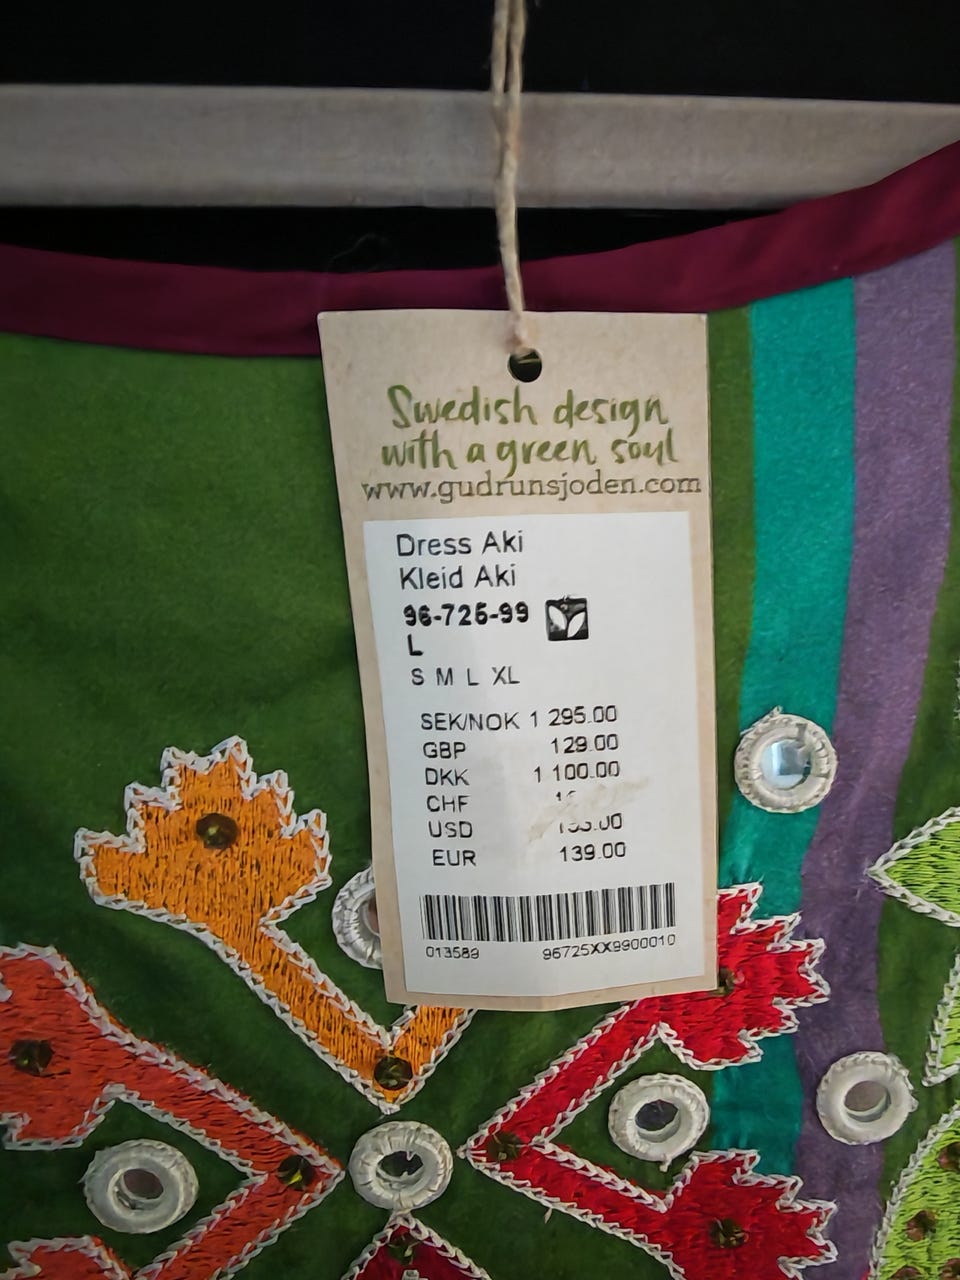 Swedish design
with a green soul
www.gudrunsjoden.com
Dress Aki
Kleid Aki
96-725-99
L
S M L XL
SEK/NOK 1 295.00
GBP 129.00
DKK 1 100.00
CHF
USD
EUR 139.00
013589 96725XX9900010